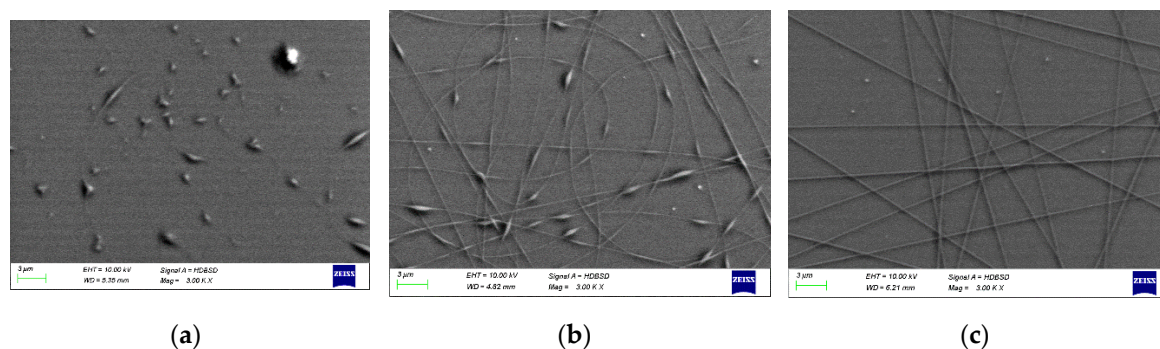 3 µm
EHT = 10.00 kV
WD = 5.35 mm
Signal A = HDBSD
Mag = 3.00 K X
ZEISS
3 µm
EHT = 10.00 kV
WD = 4.82 mm
Signal A = HDBSD
Mag = 3.00 K X
ZEISS
3 µm
EHT = 10.00 kV
WD = 5.21 mm
Signal A = HDBSD
Mag = 3.00 K X
ZEISS
(a)
(b)
(c)